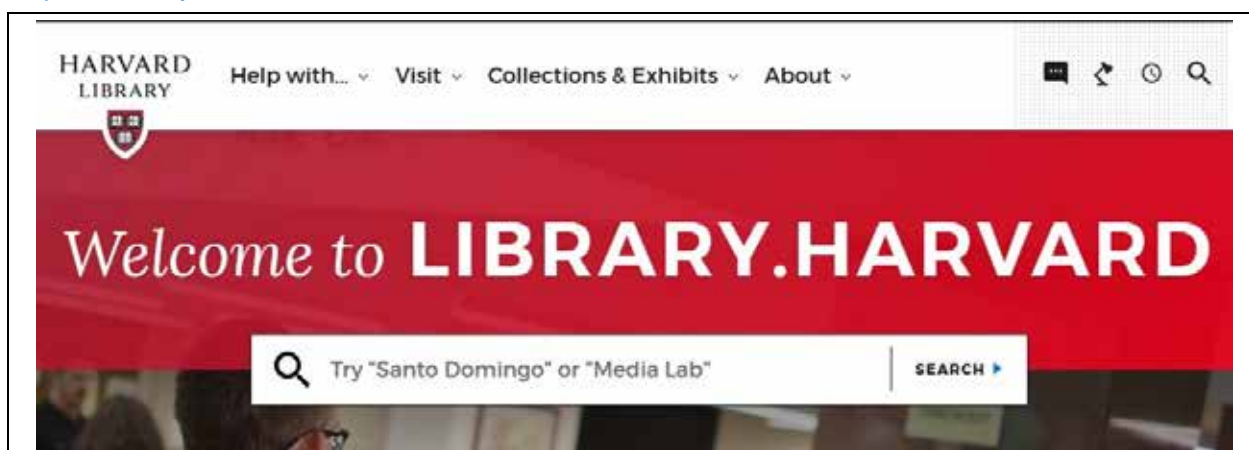 HARVARD
LIBRARY
Help with... Visit Collections & Exhibits About
Welcome to LIBRARY.HARVARD
Try "Santo Domingo" or "Media Lab" SEARCH